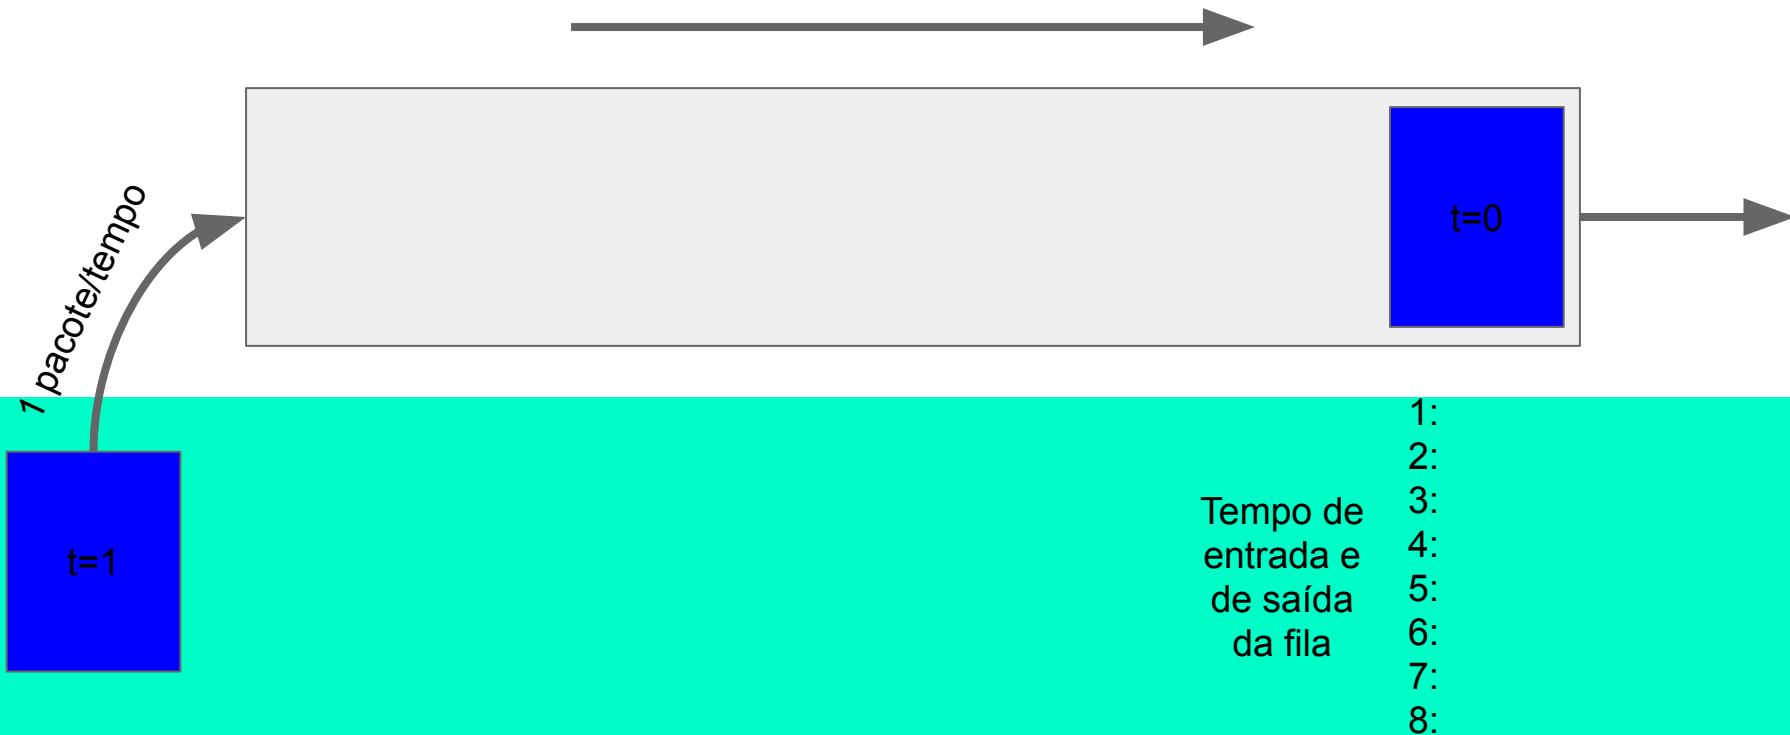 1 pacote/tempo
t=0
t=1
Tempo de
entrada e
de saída
da fila
1:
2:
3:
4:
5:
6:
7:
8: